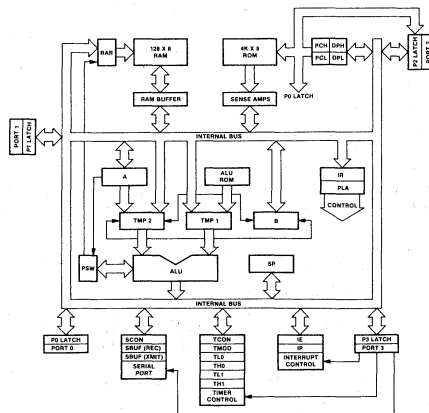 RAR
128 X 8
RAM
4K X 8
ROM
PCH DPH
PCL DPL
P2 LATCH
PORT 2
P0 LATCH
RAM BUFFER
SENSE AMPS
PORT 1
P1 LATCH
INTERNAL BUS
A
ALU
ROM
IR
PLA
CONTROL
TMP 2
TMP 1
B
PSW
ALU
SP
INTERNAL BUS
P0 LATCH
PORT 0
SCON
SBUF (REC)
SBUF (XMIT)
SERIAL
PORT
TCON
TMOD
TL0
TH0
TL1
TH1
TIMER
CONTROL
IE
IP
INTERRUPT
CONTROL
P3 LATCH
PORT 3